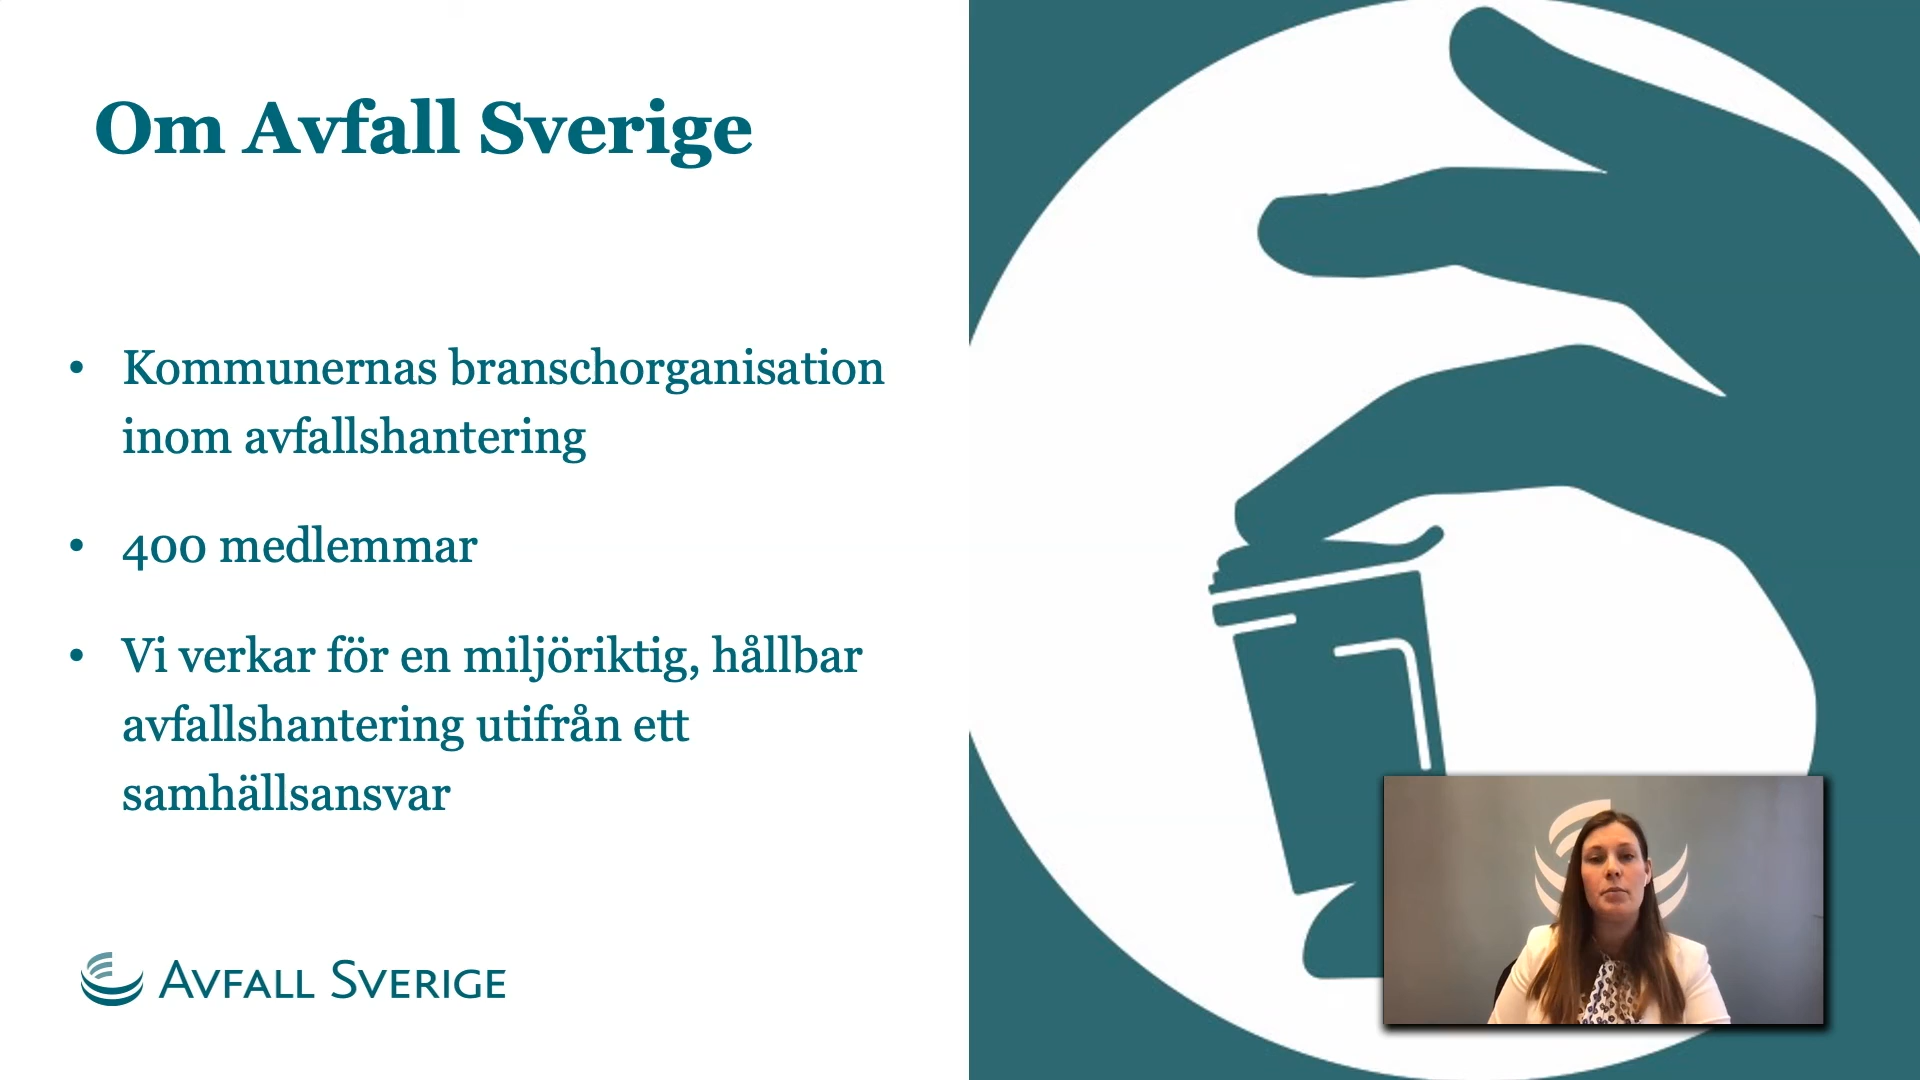 Om Avfall Sverige
• Kommunernas branschorganisation
inom avfallshantering
• 400 medlemmar
• Vi verkar för en miljöriktig, hållbar
avfallshantering utifrån ett
samhällsansvar
AVFALL SVERIGE